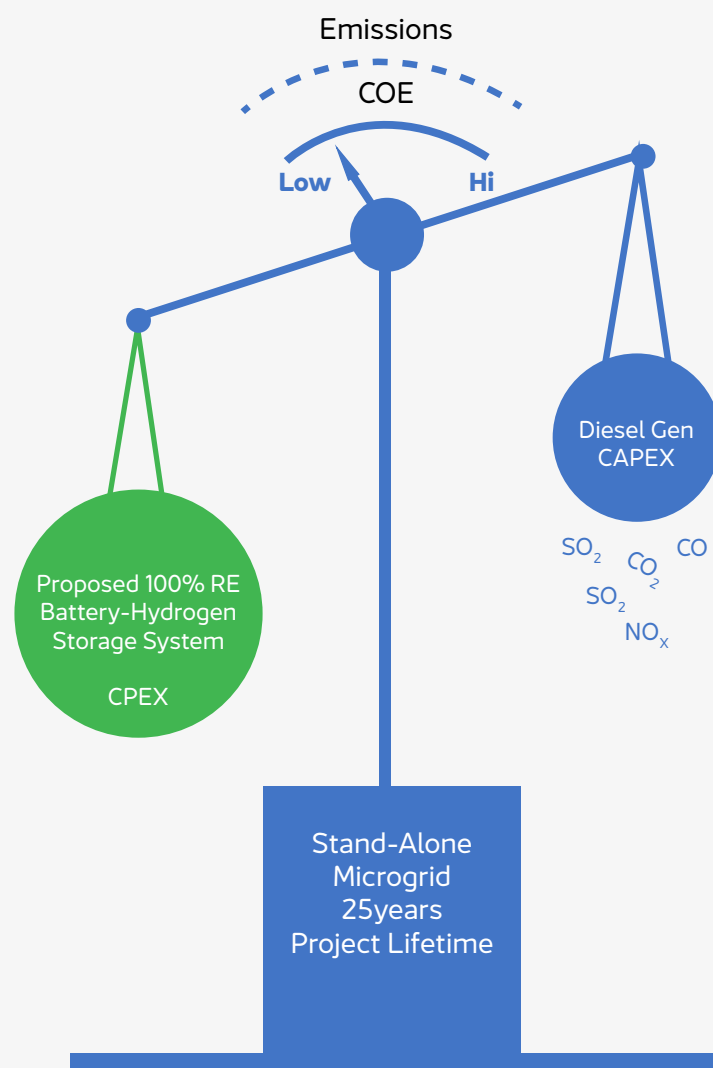 Emissions
COE
Low
Hi
Diesel Gen
CAPEX
SO₂
CO₂
CO
SO₂
NOₓ
Proposed 100% RE
Battery-Hydrogen
Storage System
CPEX
Stand-Alone
Microgrid
25years
Project Lifetime